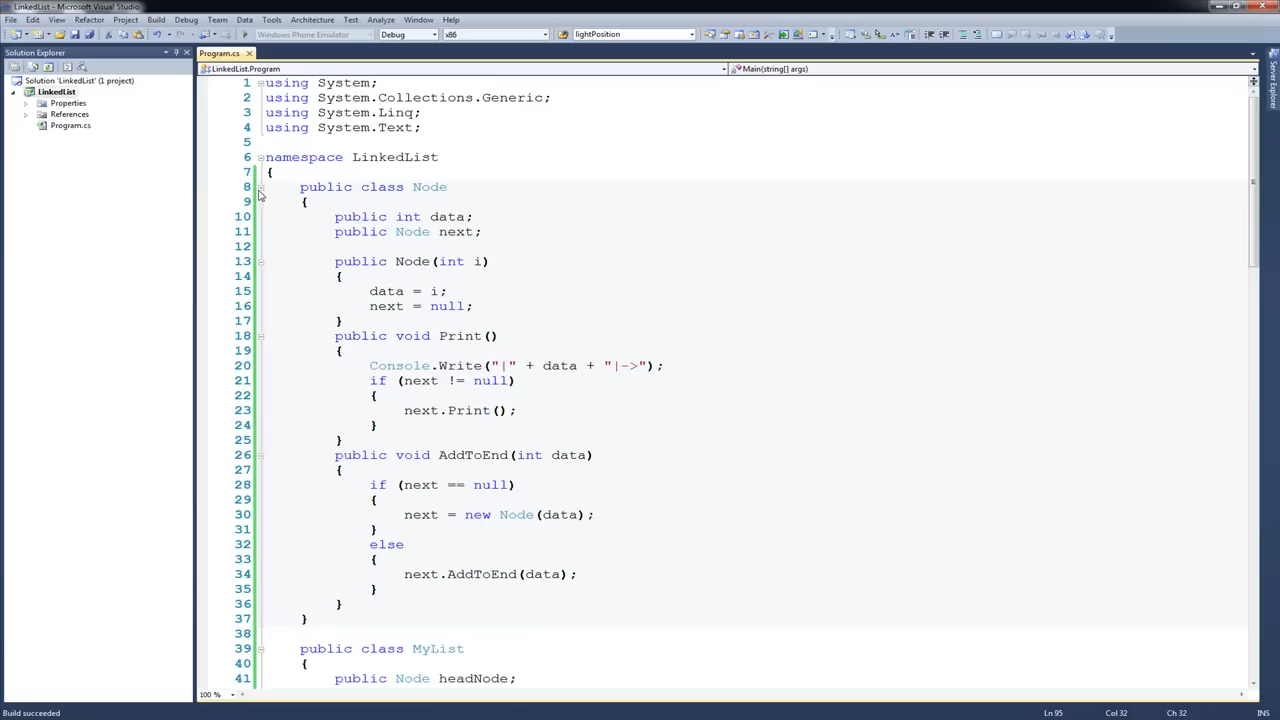 LinkedList - Microsoft Visual Studio
File Edit View Refactor Project Build Debug Team Data Tools Architecture Test Analyze Window Help
Windows Phone Emulator Debug x86 lightPosition
Solution Explorer
Program.cs
LinkedList.Program
Main(string[] args)
Solution 'LinkedList' (1 project)
LinkedList
Properties
References
Program.cs
Server Explorer
1 using System;
2 using System.Collections.Generic;
3 using System.Linq;
4 using System.Text;
5
6 namespace LinkedList
7 {
8 public class Node
9 {
10 public int data;
11 public Node next;
12
13 public Node(int i)
14 {
15 data = i;
16 next = null;
17 }
18 public void Print()
19 {
20 Console.Write("|" + data + "|->");
21 if (next != null)
22 {
23 next.Print();
24 }
25 }
26 public void AddToEnd(int data)
27 {
28 if (next == null)
29 {
30 next = new Node(data);
31 }
32 else
33 {
34 next.AddToEnd(data);
35 }
36 }
37 }
38
39 public class MyList
40 {
41 public Node headNode;
100 %
Build succeeded Ln 95 Col 32 Ch 32 INS